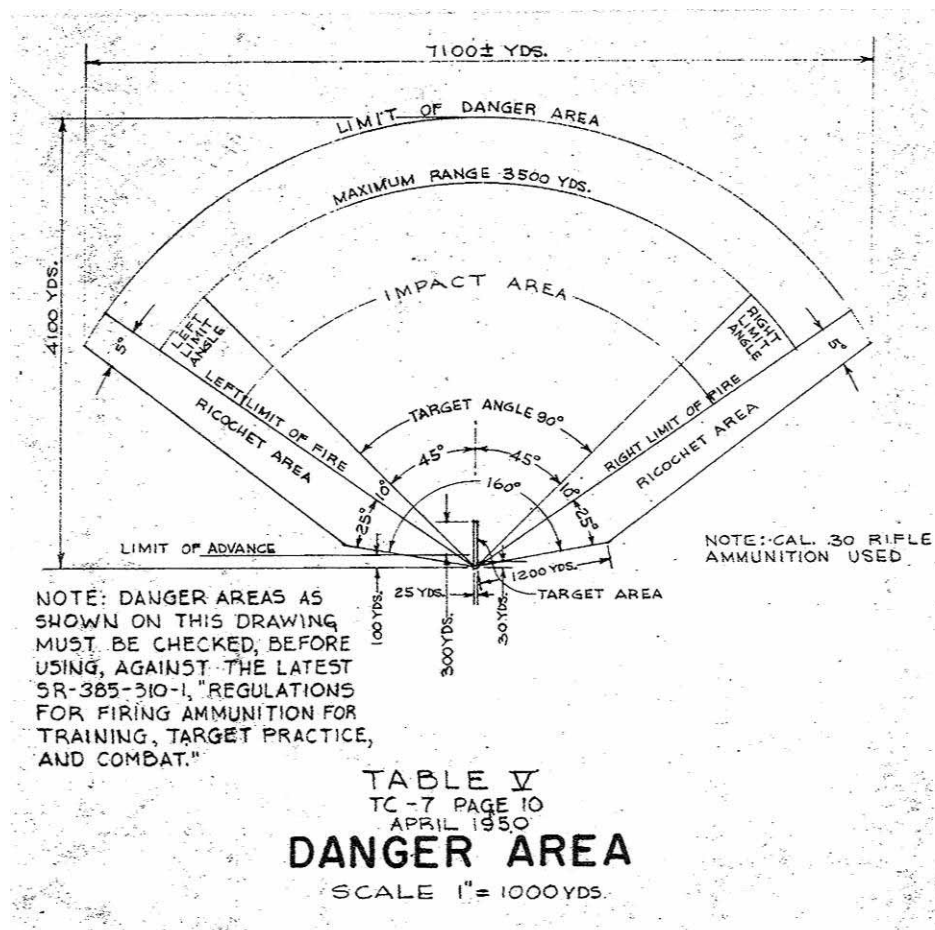 7100± YDS.
LIMIT OF DANGER AREA
MAXIMUM RANGE 3500 YDS.
4100 YDS.
IMPACT AREA
LEFT
LIMIT
ANGLE
RIGHT
LIMIT
ANGLE
5°
5°
LEFT LIMIT OF FIRE
RIGHT LIMIT OF FIRE
TARGET ANGLE 90°
RICOCHET AREA
RICOCHET AREA
45°
45°
10°
10°
160°
25°
25°
LIMIT OF ADVANCE
NOTE: CAL. .30 RIFLE
AMMUNITION USED
1200 YDS.
25 YDS.
TARGET AREA
100 YDS.
300 YDS.
30 YDS.
NOTE: DANGER AREAS AS
SHOWN ON THIS DRAWING
MUST BE CHECKED, BEFORE
USING, AGAINST THE LATEST
SR-385-310-1, "REGULATIONS
FOR FIRING AMMUNITION FOR
TRAINING, TARGET PRACTICE,
AND COMBAT."
TABLE V
TC-7 PAGE 10
APRIL 1950
DANGER AREA
SCALE 1"= 1000 YDS.